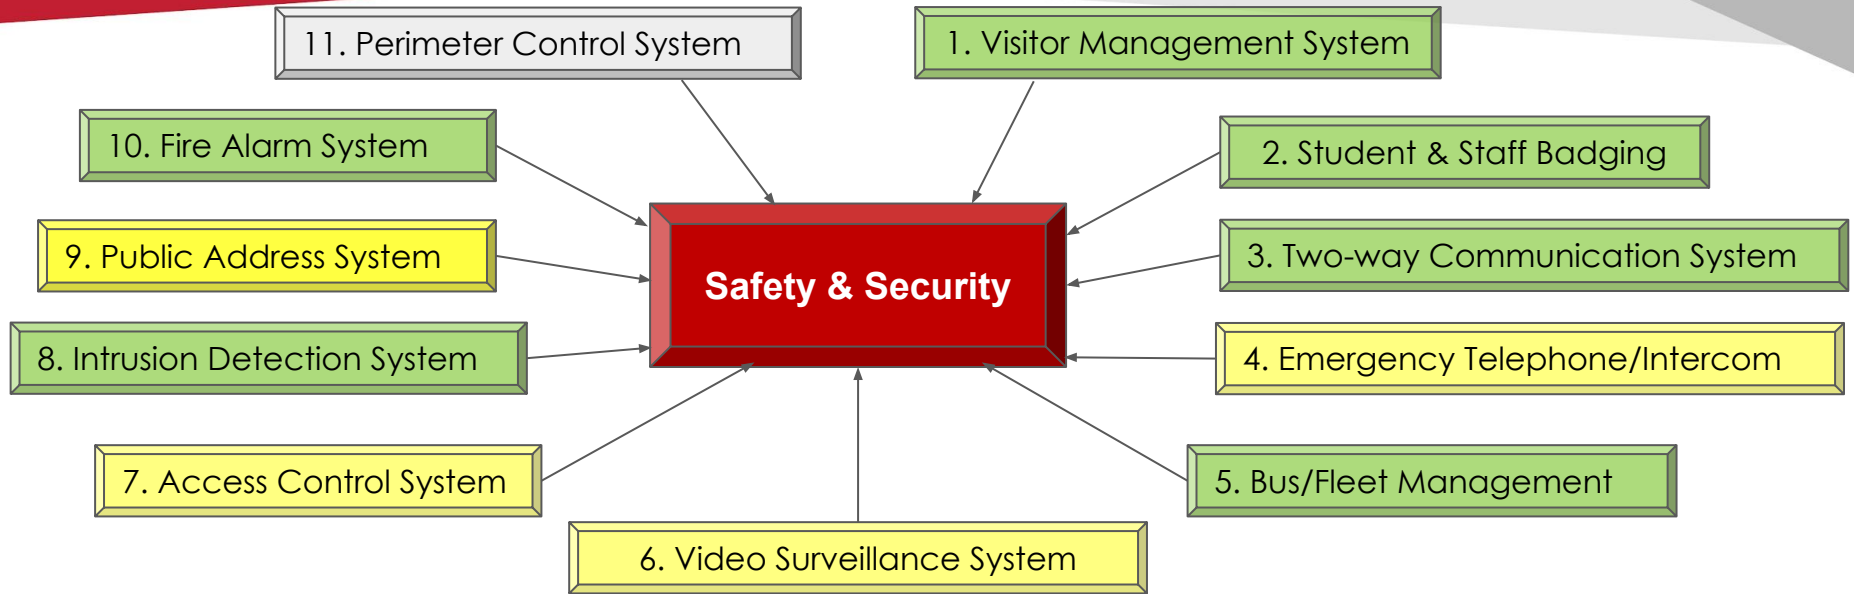 11. Perimeter Control System
1. Visitor Management System
10. Fire Alarm System
2. Student & Staff Badging
9. Public Address System
3. Two-way Communication System
Safety & Security
8. Intrusion Detection System
4. Emergency Telephone/Intercom
7. Access Control System
5. Bus/Fleet Management
6. Video Surveillance System